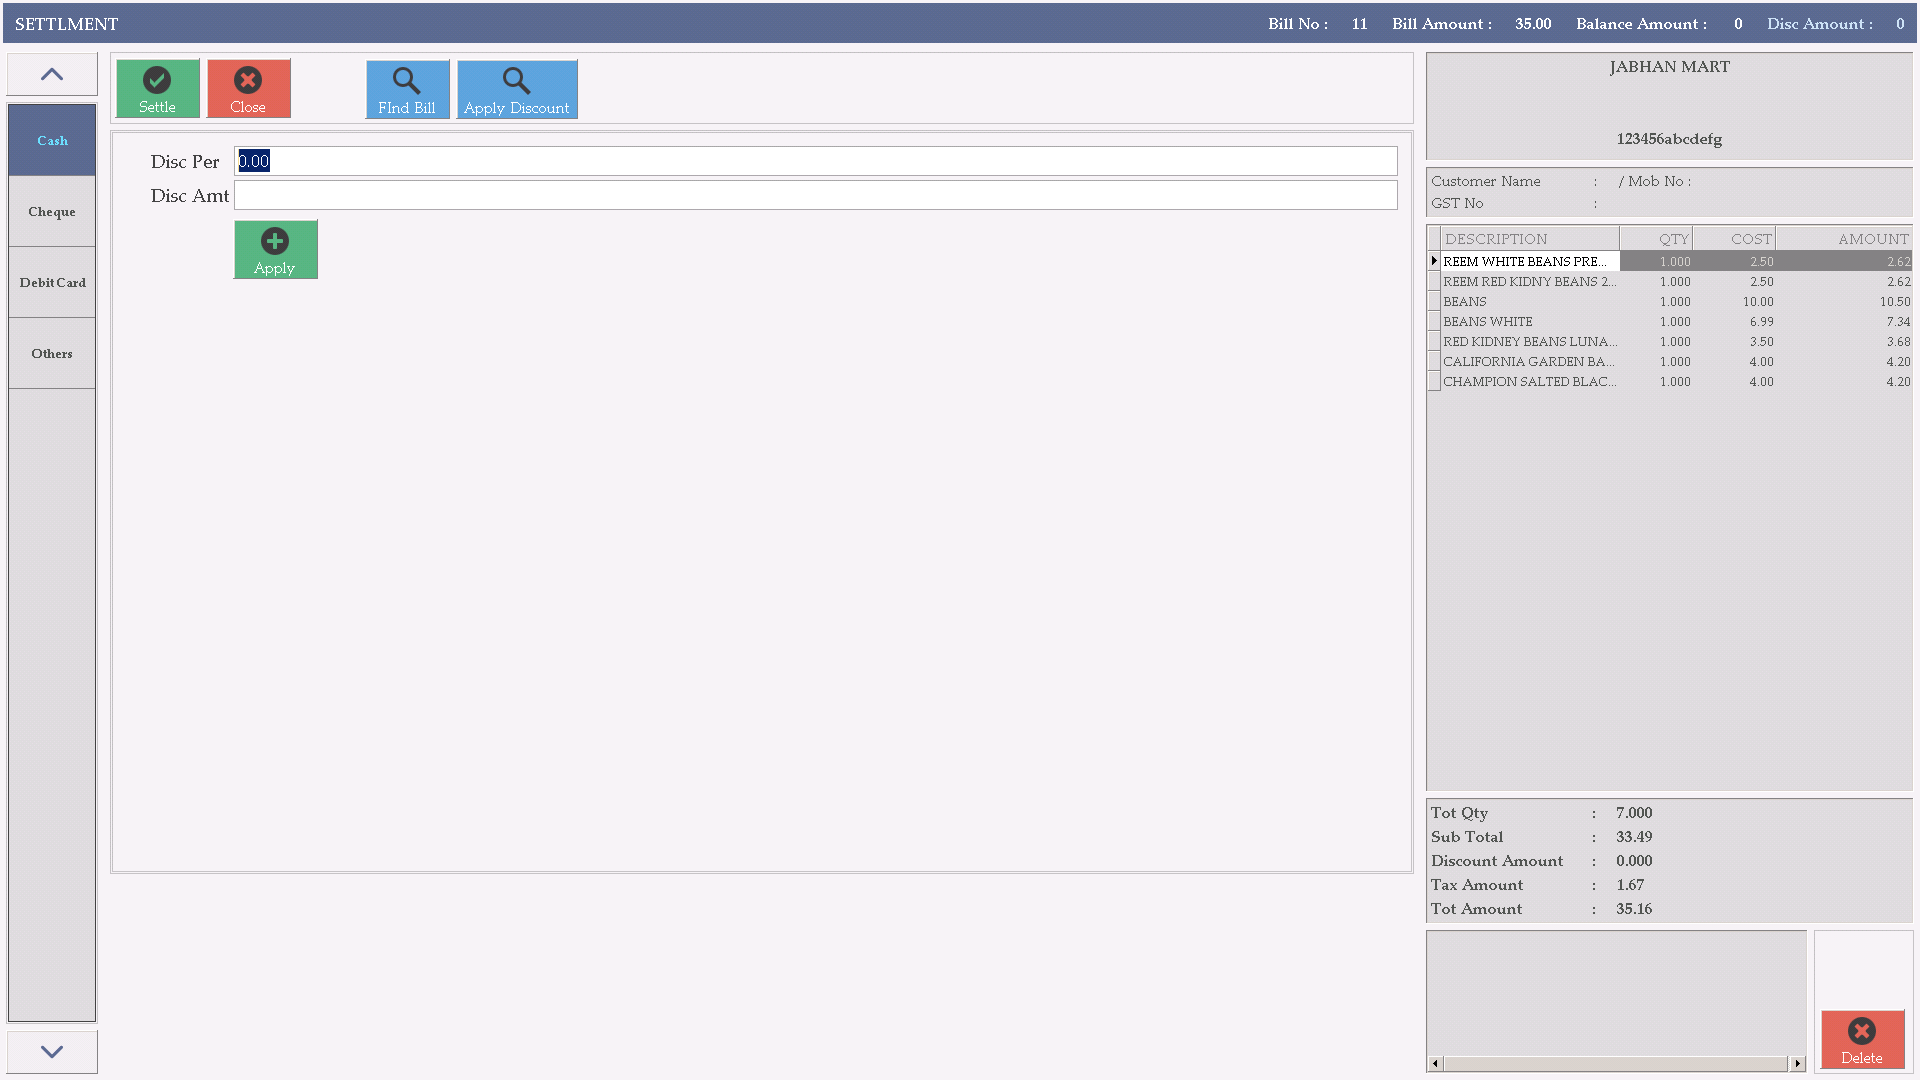 SETTLMENT
Bill No : 11 Bill Amount : 35.00 Balance Amount : 0 Disc Amount : 0
Settle
Close
FInd Bill
Apply Discount
Cash
Cheque
Debit Card
Others
Disc Per 0.00
Disc Amt
Apply
JABHAN MART
123456abcdefg
Customer Name : / Mob No :
GST No :
DESCRIPTION QTY COST AMOUNT
REEM WHITE BEANS PRE... 1.000 2.50 2.62
REEM RED KIDNY BEANS 2... 1.000 2.50 2.62
BEANS 1.000 10.00 10.50
BEANS WHITE 1.000 6.99 7.34
RED KIDNEY BEANS LUNA... 1.000 3.50 3.68
CALIFORNIA GARDEN BA... 1.000 4.00 4.20
CHAMPION SALTED BLAC... 1.000 4.00 4.20
Tot Qty : 7.000
Sub Total : 33.49
Discount Amount : 0.000
Tax Amount : 1.67
Tot Amount : 35.16
Delete